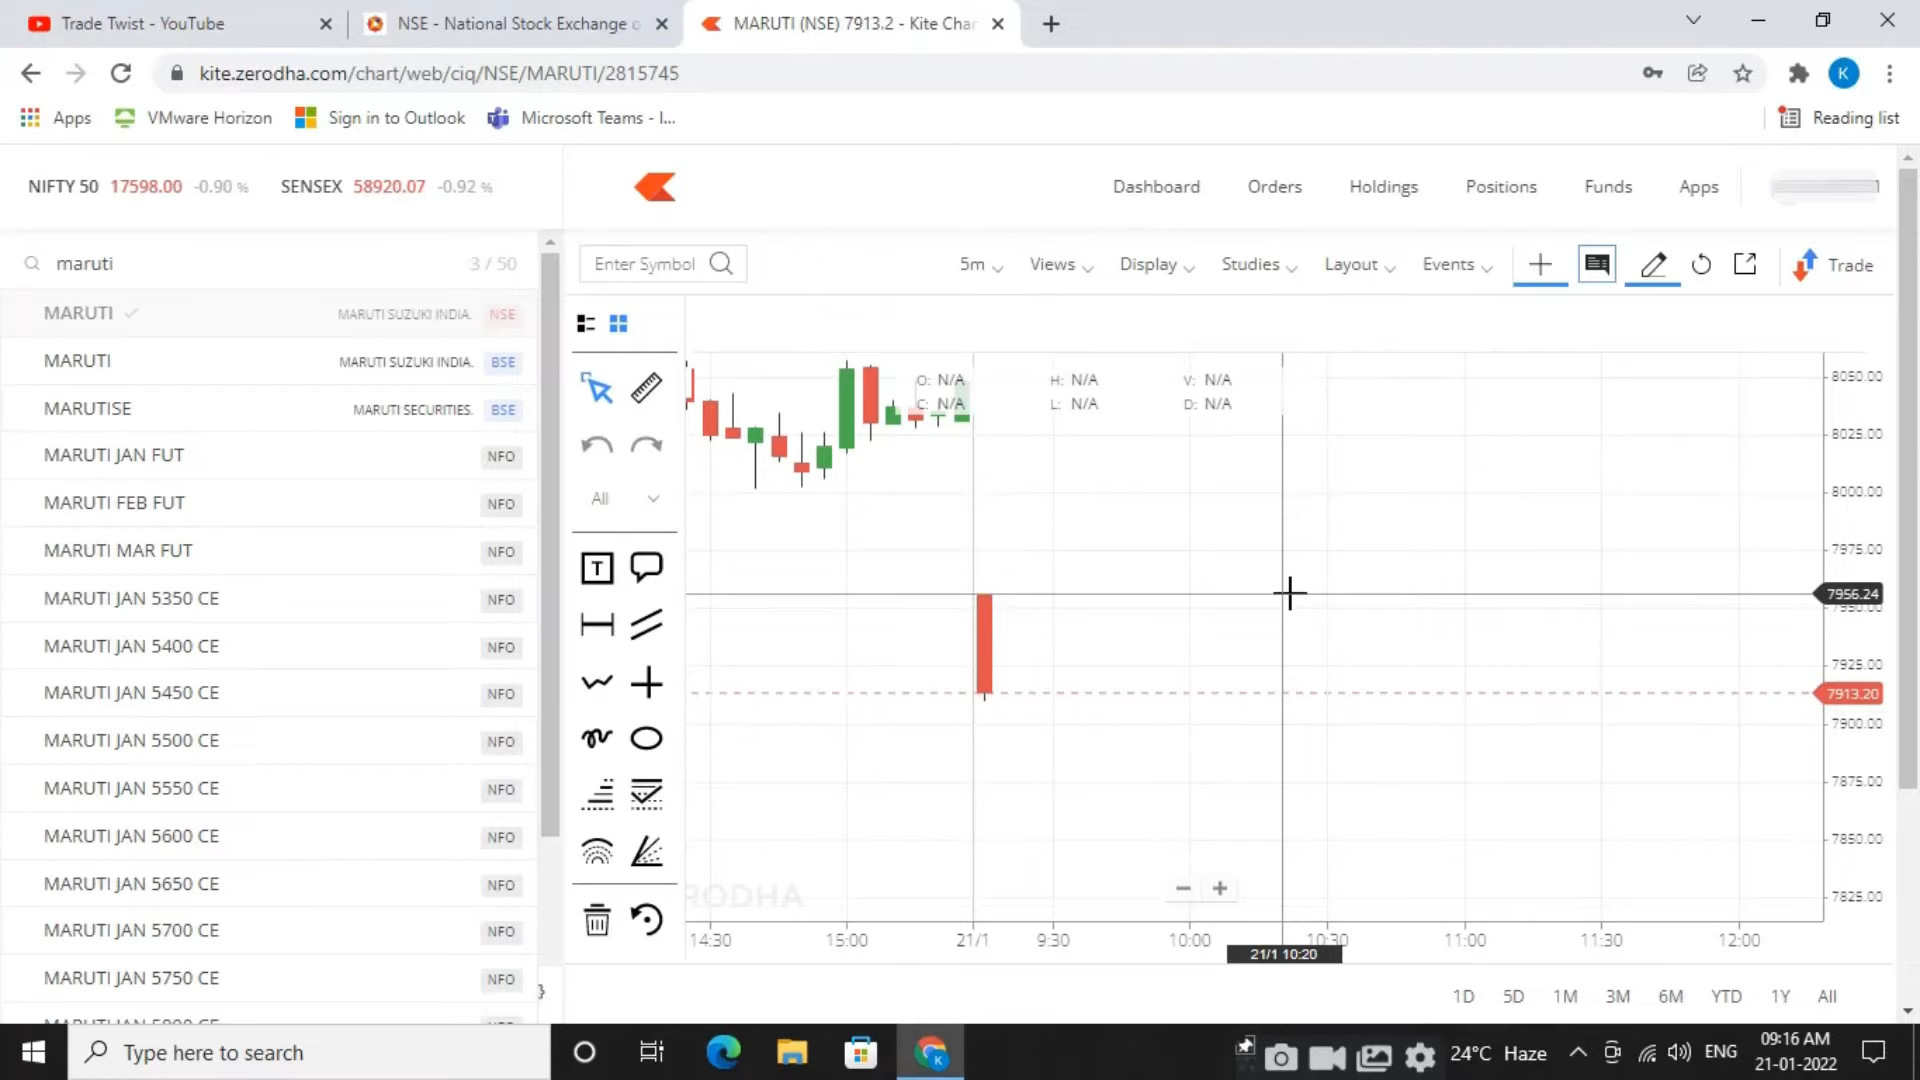 Trade Twist - YouTube
NSE - National Stock Exchange o
MARUTI (NSE) 7913.2 - Kite Char
kite.zerodha.com/chart/web/ciq/NSE/MARUTI/2815745
K
Apps
VMware Horizon
Sign in to Outlook
Microsoft Teams - I...
Reading list
NIFTY 50 17598.00 -0.90 %
SENSEX 58920.07 -0.92 %
Dashboard
Orders
Holdings
Positions
Funds
Apps
maruti
3 / 50
MARUTI MARUTI SUZUKI INDIA. NSE
MARUTI MARUTI SUZUKI INDIA. BSE
MARUTISE MARUTI SECURITIES. BSE
MARUTI JAN FUT NFO
MARUTI FEB FUT NFO
MARUTI MAR FUT NFO
MARUTI JAN 5350 CE NFO
MARUTI JAN 5400 CE NFO
MARUTI JAN 5450 CE NFO
MARUTI JAN 5500 CE NFO
MARUTI JAN 5550 CE NFO
MARUTI JAN 5600 CE NFO
MARUTI JAN 5650 CE NFO
MARUTI JAN 5700 CE NFO
MARUTI JAN 5750 CE NFO
Enter Symbol
5m
Views
Display
Studies
Layout
Events
Trade
All
T
O: N/A H: N/A V: N/A
C: N/A L: N/A D: N/A
8050.00
8025.00
8000.00
7975.00
7956.24
7950.00
7925.00
7913.20
7900.00
7875.00
7850.00
7825.00
RODHA
14:30 15:00 21/1 9:30 10:00 10:30 11:00 11:30 12:00
21/1 10:20
1D 5D 1M 3M 6M YTD 1Y All
Type here to search
K
24°C Haze
ENG
09:16 AM
21-01-2022